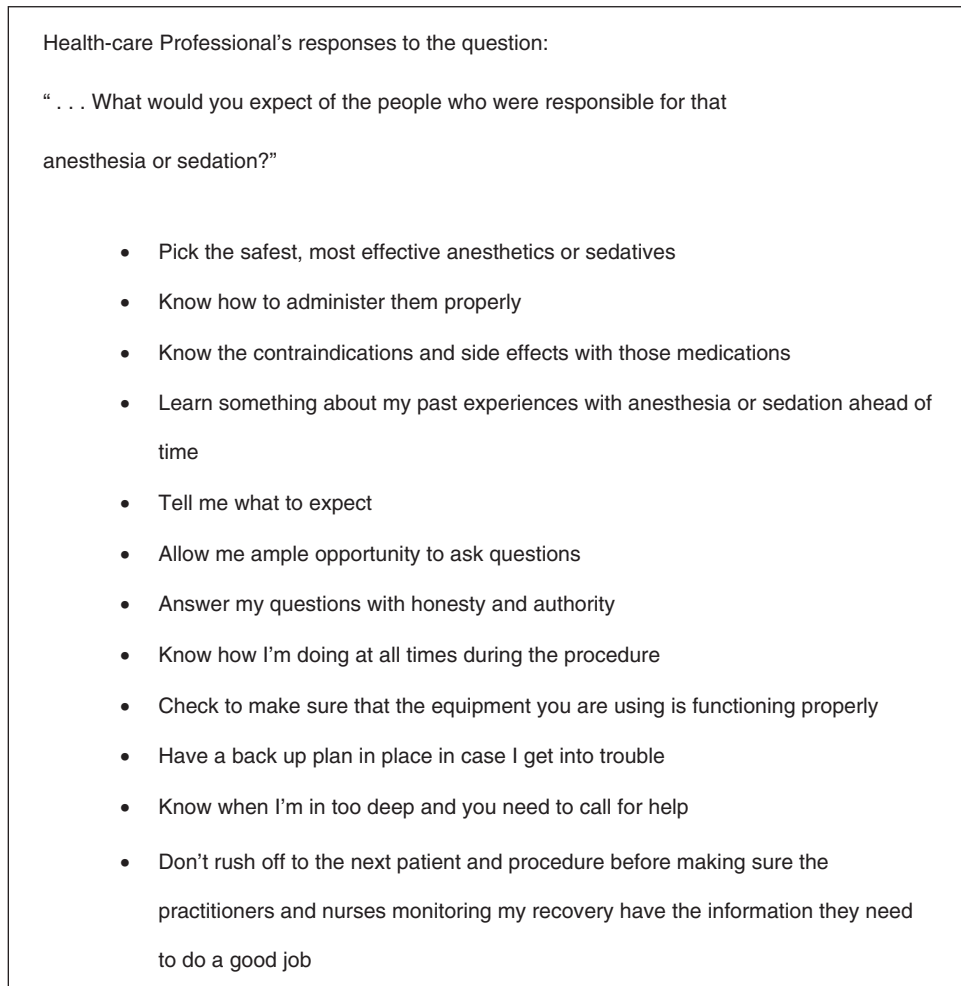 Health-care Professional's responses to the question:
“ . . . What would you expect of the people who were responsible for that
anesthesia or sedation?”
• Pick the safest, most effective anesthetics or sedatives
• Know how to administer them properly
• Know the contraindications and side effects with those medications
• Learn something about my past experiences with anesthesia or sedation ahead of
time
• Tell me what to expect
• Allow me ample opportunity to ask questions
• Answer my questions with honesty and authority
• Know how I’m doing at all times during the procedure
• Check to make sure that the equipment you are using is functioning properly
• Have a back up plan in place in case I get into trouble
• Know when I’m in too deep and you need to call for help
• Don’t rush off to the next patient and procedure before making sure the
practitioners and nurses monitoring my recovery have the information they need
to do a good job